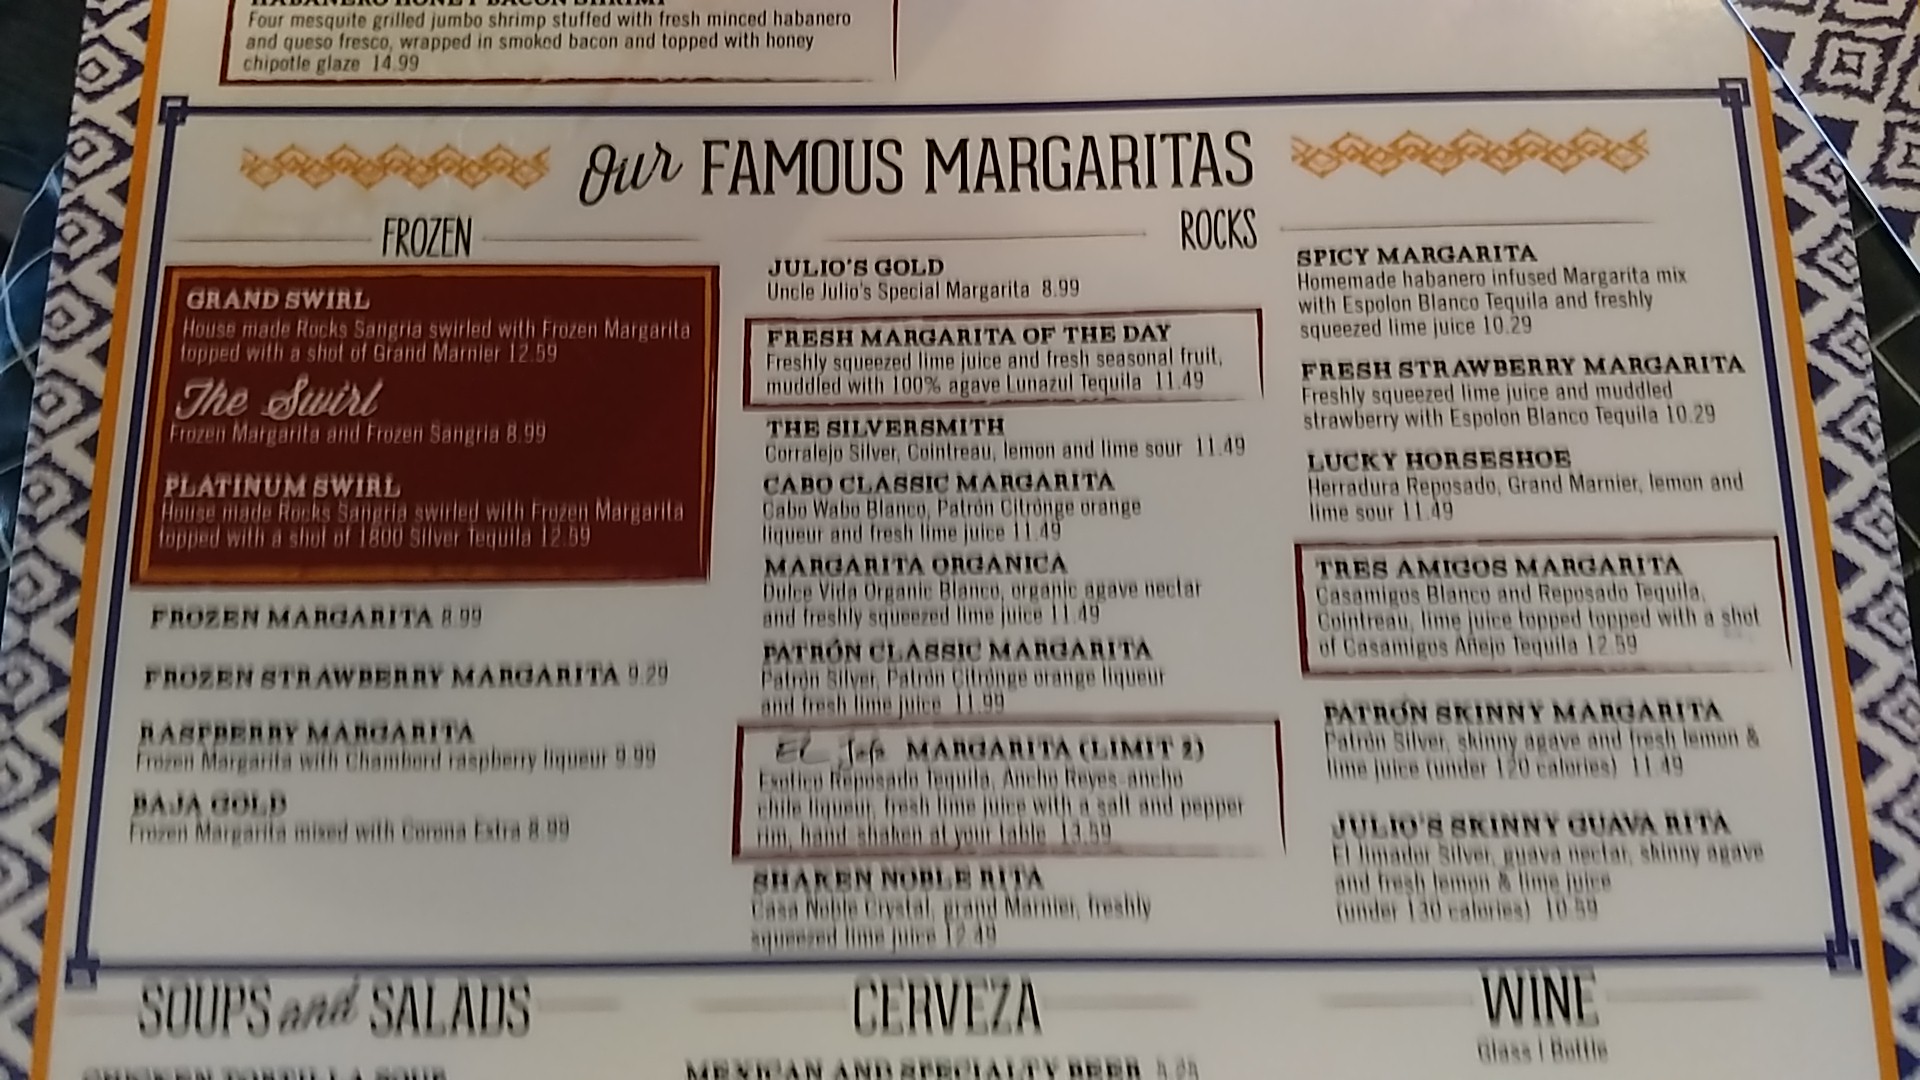 HABANERO HONEY BACON SHRIMP
Four mesquite grilled jumbo shrimp stuffed with fresh minced habanero
and queso fresco, wrapped in smoked bacon and topped with honey
chipotle glaze 14.99
Our FAMOUS MARGARITAS
FROZEN
GRAND SWIRL
House made Rocks Sangria swirled with Frozen Margarita
topped with a shot of Grand Marnier 12.59
The Swirl
Frozen Margarita and Frozen Sangria 8.99
PLATINUM SWIRL
House made Rocks Sangria swirled with Frozen Margarita
topped with a shot of 1800 Silver Tequila 12.59
FROZEN MARGARITA 8.99
FROZEN STRAWBERRY MARGARITA 9.29
RASPBERRY MARGARITA
Frozen Margarita with Chambord raspberry liqueur 9.99
BAJA GOLD
Frozen Margarita mixed with Corona Extra 8.99
ROCKS
JULIO'S GOLD
Uncle Julio's Special Margarita 8.99
FRESH MARGARITA OF THE DAY
Freshly squeezed lime juice and fresh seasonal fruit,
muddled with 100% agave Lunazul Tequila 11.49
THE SILVERSMITH
Corralejo Silver, Cointreau, lemon and lime sour 11.49
CABO CLASSIC MARGARITA
Cabo Wabo Blanco, Patrón Citrónge orange
liqueur and fresh lime juice 11.49
MARGARITA ORGANICA
Dulce Vida Organic Blanco, organic agave nectar
and freshly squeezed lime juice 11.49
PATRÓN CLASSIC MARGARITA
Patrón Silver, Patrón Citrónge orange liqueur
and fresh lime juice 11.99
El Jefe MARGARITA (LIMIT 2)
Exotico Reposado Tequila, Ancho Reyes-ancho
chile liqueur, fresh lime juice with a salt and pepper
rim, hand-shaken at your table 13.59
SHAKEN NOBLE RITA
Casa Noble Crystal, grand Marnier, freshly
squeezed lime juice 12.49
SPICY MARGARITA
Homemade habanero infused Margarita mix
with Espolon Blanco Tequila and freshly
squeezed lime juice 10.29
FRESH STRAWBERRY MARGARITA
Freshly squeezed lime juice and muddled
strawberry with Espolon Blanco Tequila 10.29
LUCKY HORSESHOE
Herradura Reposado, Grand Marnier, lemon and
lime sour 11.49
TRES AMIGOS MARGARITA
Casamigos Blanco and Reposado Tequila,
Cointreau, lime juice topped topped with a shot
of Casamigos Añejo Tequila 12.59
PATRÓN SKINNY MARGARITA
Patrón Silver, skinny agave and fresh lemon &
lime juice (under 120 calories) 11.49
JULIO'S SKINNY GUAVA RITA
El Jimador Silver, guava nectar, skinny agave
and fresh lemon & lime juice
(under 130 calories) 10.59
SOUPS and SALADS
CHICKEN TORTILLA SOUP
CERVEZA
MEXICAN AND SPECIALTY BEER
WINE
Glass | Bottle